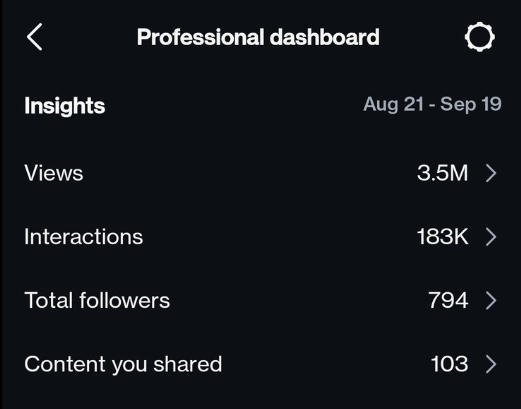 Professional dashboard
Insights Aug 21 - Sep 19
Views 3.5M
Interactions 183K
Total followers 794
Content you shared 103